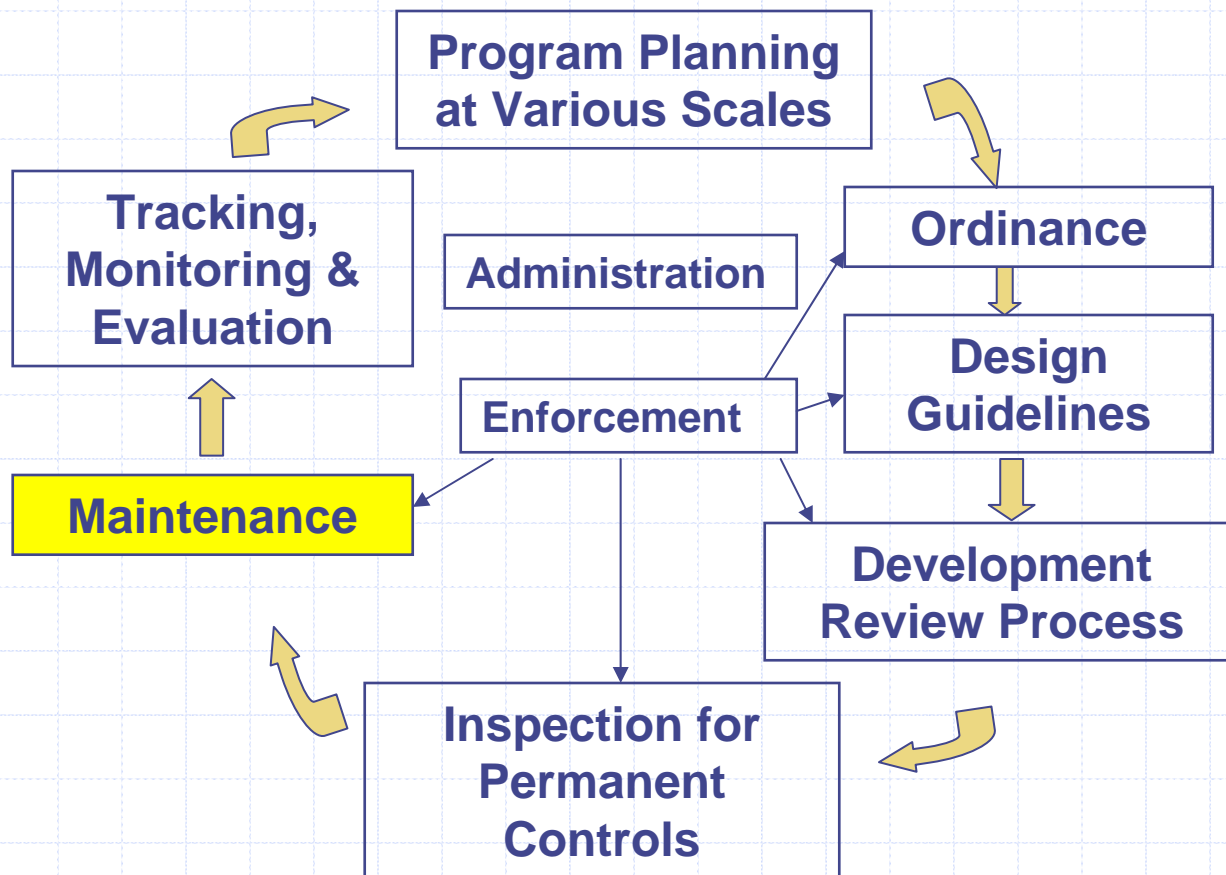 Program Planning
at Various Scales
Tracking,
Monitoring &
Evaluation
Administration
Ordinance
Enforcement
Design
Guidelines
Maintenance
Development
Review Process
Inspection for
Permanent
Controls